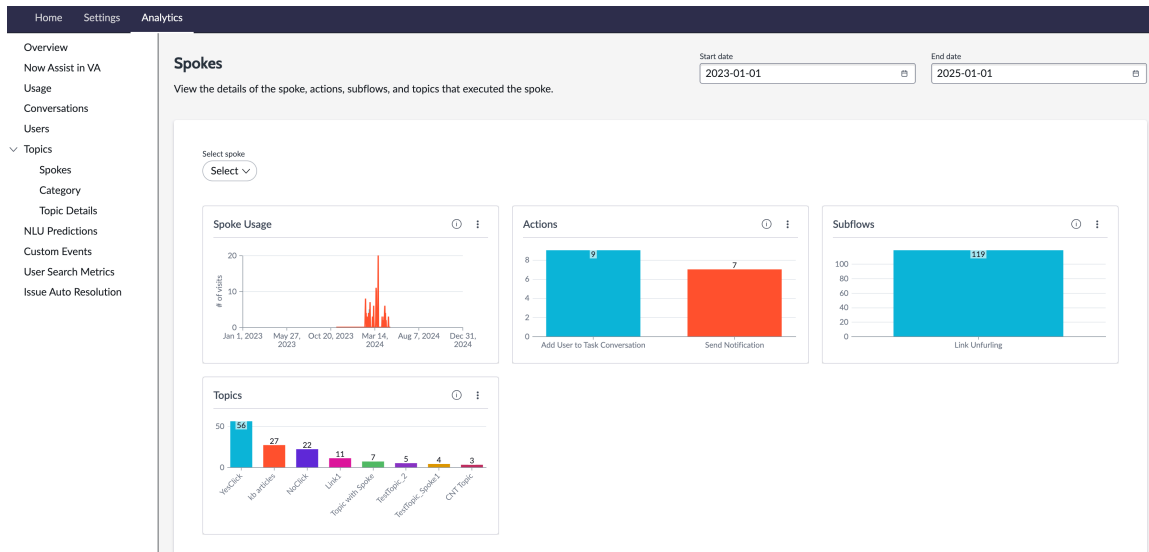 Home Settings Analytics
Overview
Now Assist in VA
Usage
Conversations
Users
Topics
Spokes
Category
Topic Details
NLU Predictions
Custom Events
User Search Metrics
Issue Auto Resolution
Spokes
View the details of the spoke, actions, subflows, and topics that executed the spoke.
Start date
2023-01-01
End date
2025-01-01
Select spoke
Select
Spoke Usage
# of visits
20
10
0
Jan 1, 2023 May 27, 2023 Oct 20, 2023 Mar 14, 2024 Aug 7, 2024 Dec 31, 2024
Actions
8
6
4
2
0
9
7
Add User to Task Conversation Send Notification
Subflows
100
80
60
40
20
0
119
Link Unfurling
Topics
50
0
56 27 22 11 7 5 4 3
YesClick kb articles NoClick Link1 Topic with Spoke TestTopic_2 TestTopic_Spoke1 CNT Topic